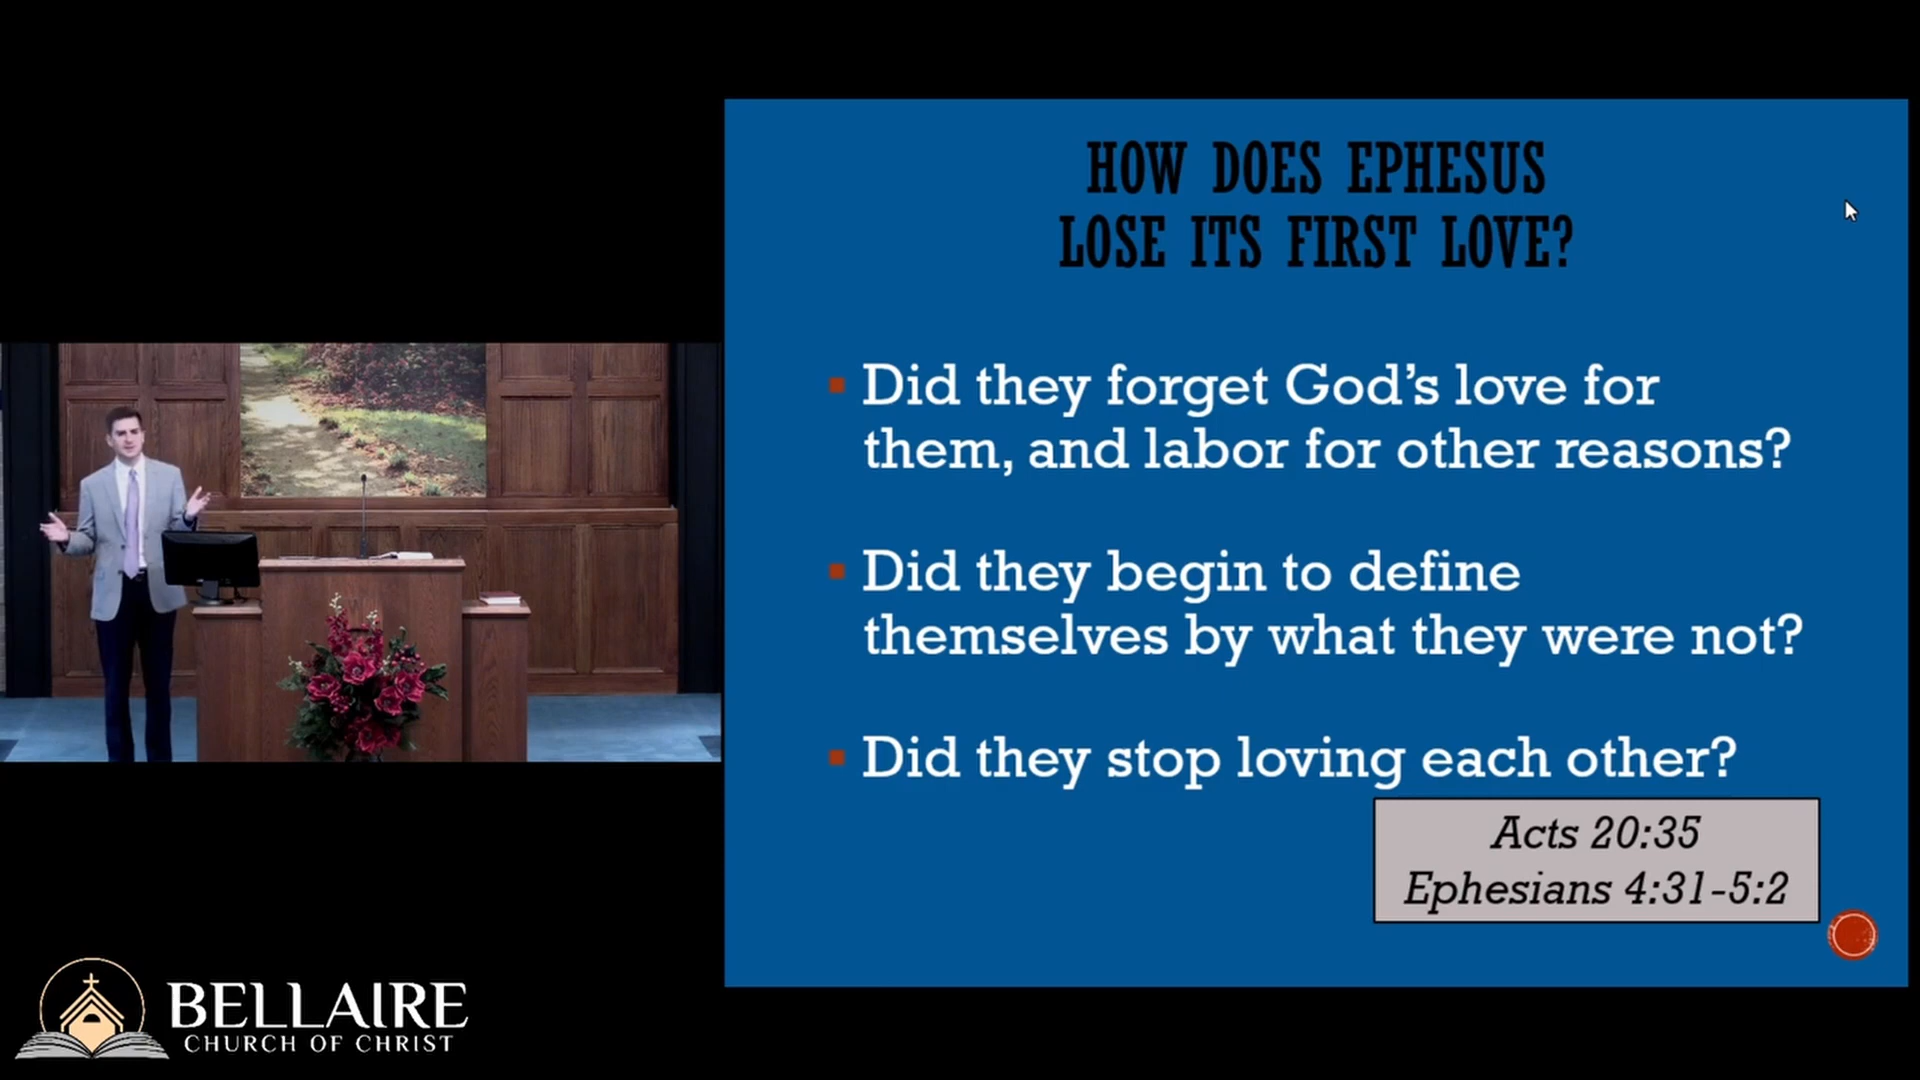 HOW DOES EPHESUS
LOSE ITS FIRST LOVE?
Did they forget God’s love for
them, and labor for other reasons?
Did they begin to define
themselves by what they were not?
Did they stop loving each other?
Acts 20:35
Ephesians 4:31-5:2
BELLAIRE
CHURCH OF CHRIST